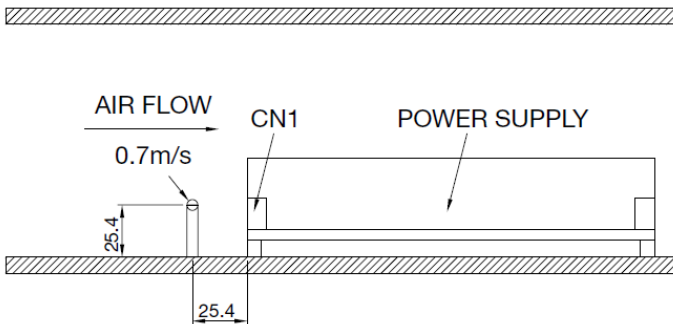 AIR FLOW
CN1
POWER SUPPLY
0.7m/s
25.4
25.4